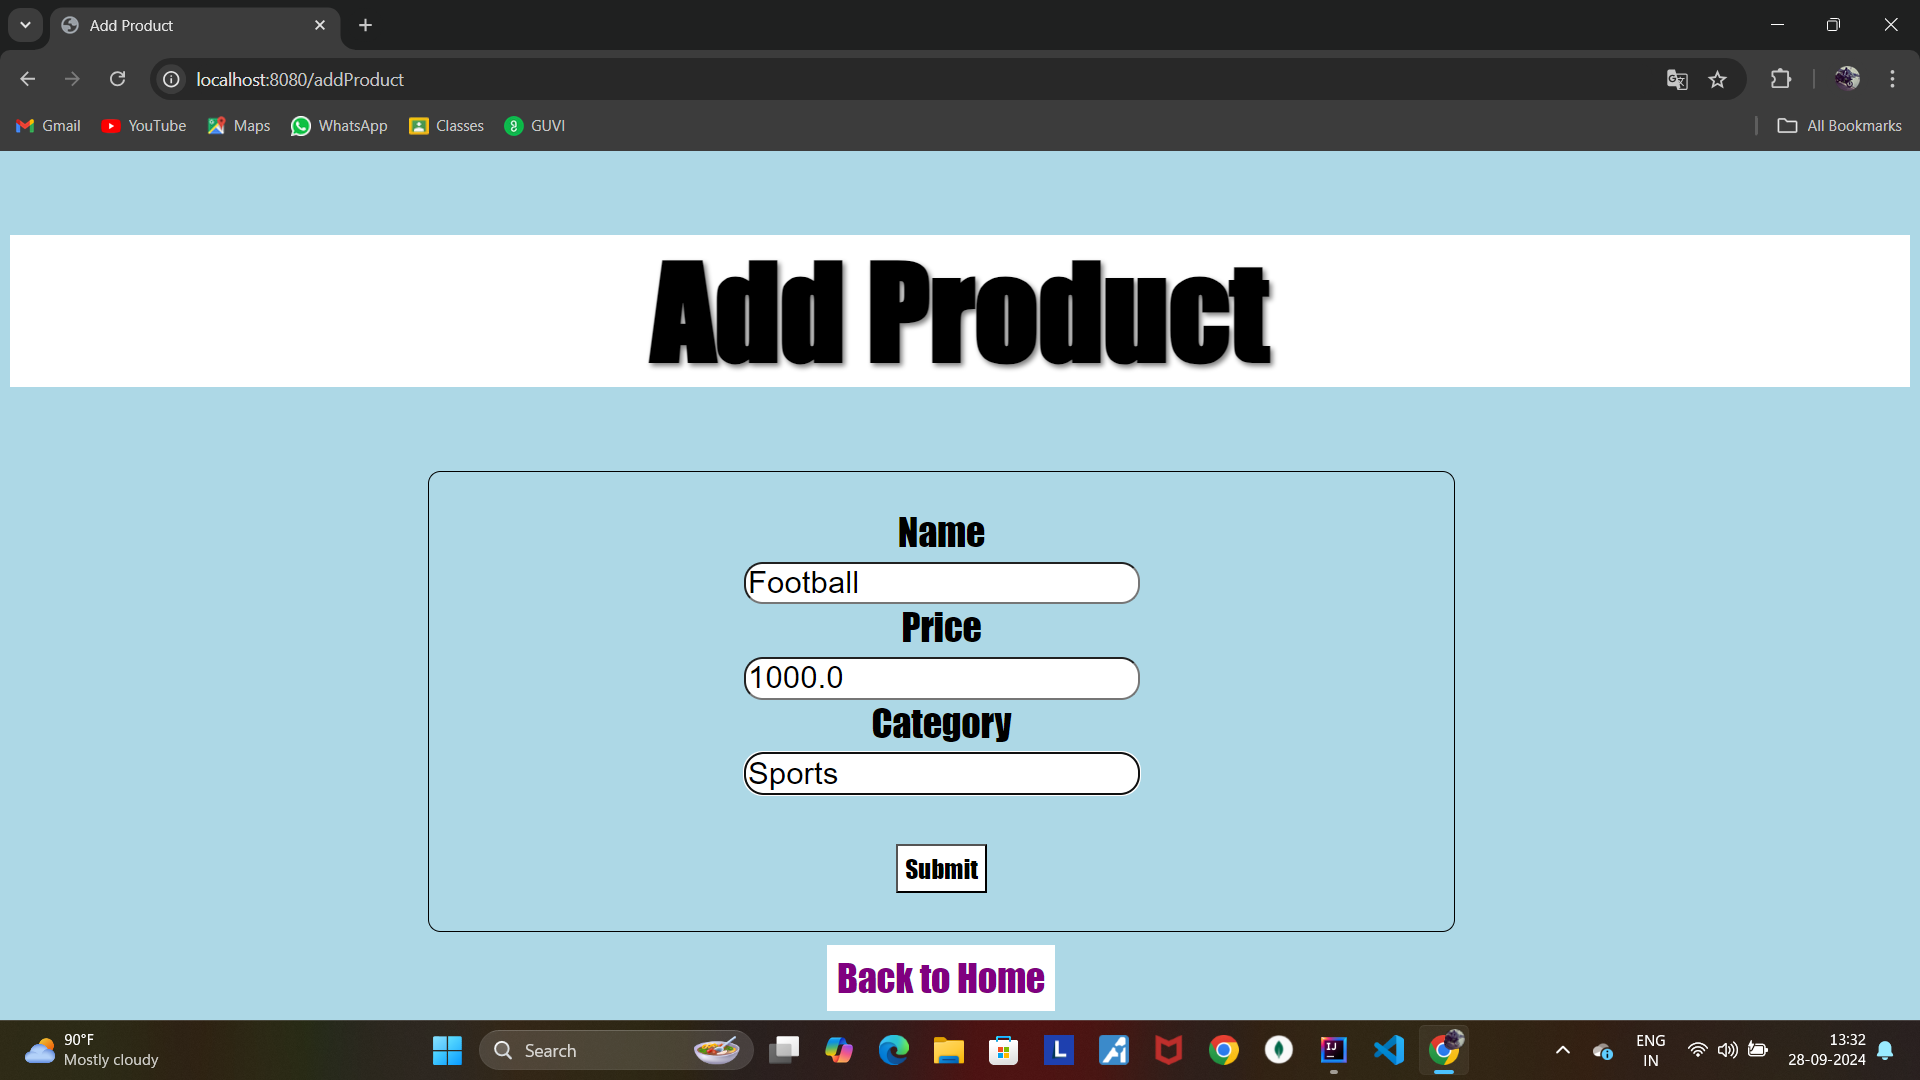 Add Product
localhost:8080/addProduct
Gmail YouTube Maps WhatsApp Classes GUVI All Bookmarks
Add Product
Name
Football
Price
1000.0
Category
Sports
Submit
Back to Home
90°F
Mostly cloudy
Search
ENG
IN
13:32
28-09-2024